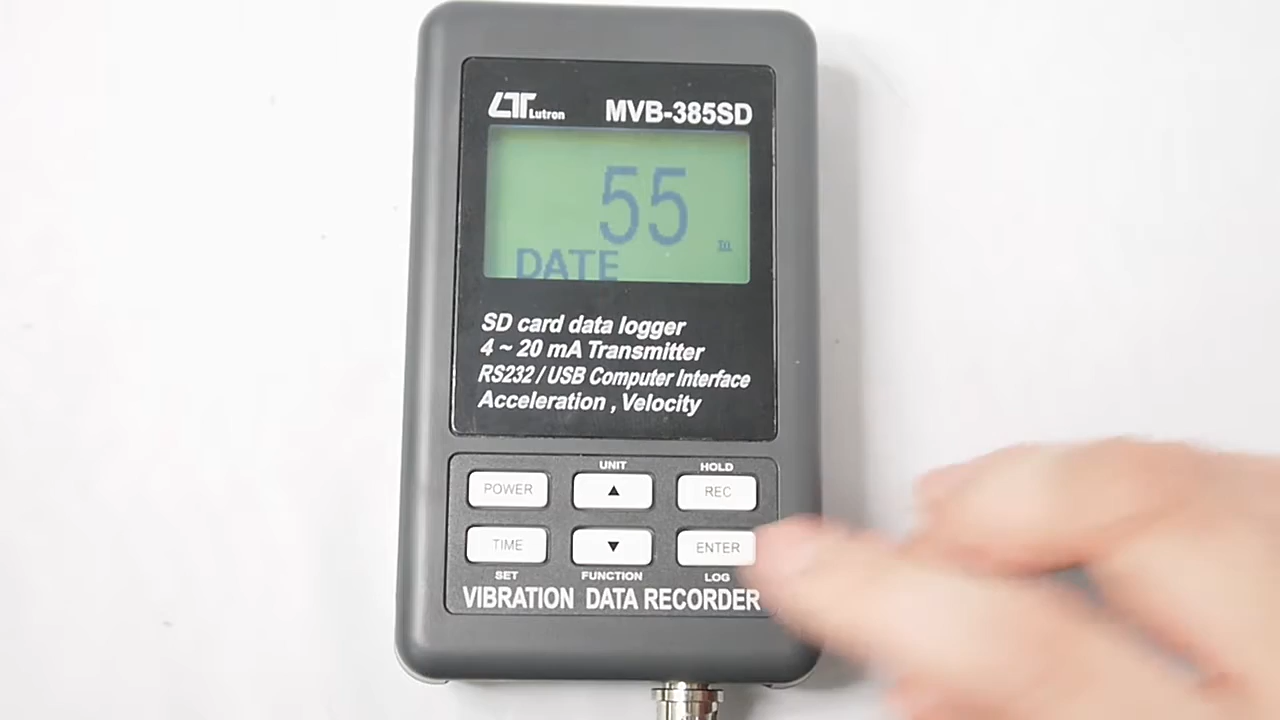 LT Lutron MVB-385SD
55
DATE
SD card data logger
4 ~ 20 mA Transmitter
RS232 / USB Computer Interface
Acceleration , Velocity
UNIT HOLD
POWER ▲ REC
TIME ▼ ENTER
SET FUNCTION LOG
VIBRATION DATA RECORDER